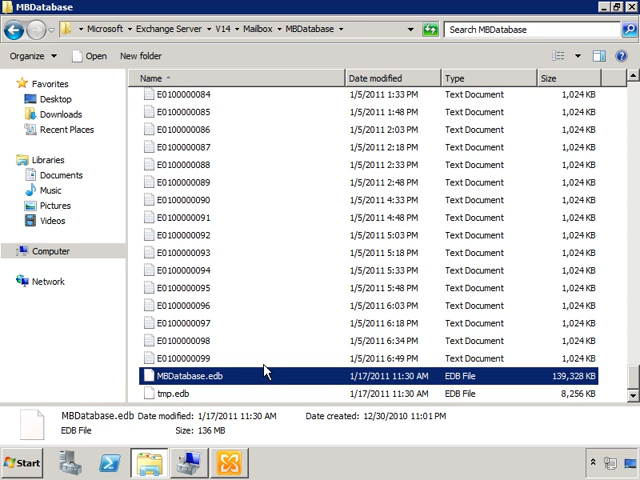 MBDatabase
Microsoft ▸ Exchange Server ▸ V14 ▸ Mailbox ▸ MBDatabase ▸
Search MBDatabase
Organize Open New folder
Favorites
Desktop
Downloads
Recent Places
Libraries
Documents
Music
Pictures
Videos
Computer
Network
Name Date modified Type Size
E0100000084 1/5/2011 1:33 PM Text Document 1,024 KB
E0100000085 1/5/2011 1:48 PM Text Document 1,024 KB
E0100000086 1/5/2011 2:03 PM Text Document 1,024 KB
E0100000087 1/5/2011 2:18 PM Text Document 1,024 KB
E0100000088 1/5/2011 2:33 PM Text Document 1,024 KB
E0100000089 1/5/2011 2:48 PM Text Document 1,024 KB
E0100000090 1/5/2011 4:33 PM Text Document 1,024 KB
E0100000091 1/5/2011 4:48 PM Text Document 1,024 KB
E0100000092 1/5/2011 5:03 PM Text Document 1,024 KB
E0100000093 1/5/2011 5:18 PM Text Document 1,024 KB
E0100000094 1/5/2011 5:33 PM Text Document 1,024 KB
E0100000095 1/5/2011 5:48 PM Text Document 1,024 KB
E0100000096 1/5/2011 6:03 PM Text Document 1,024 KB
E0100000097 1/5/2011 6:18 PM Text Document 1,024 KB
E0100000098 1/5/2011 6:34 PM Text Document 1,024 KB
E0100000099 1/5/2011 6:49 PM Text Document 1,024 KB
MBDatabase.edb 1/17/2011 11:30 AM EDB File 139,328 KB
tmp.edb 1/17/2011 11:30 AM EDB File 8,256 KB
MBDatabase.edb Date modified: 1/17/2011 11:30 AM Date created: 12/30/2010 11:01 PM
EDB File Size: 136 MB
Start